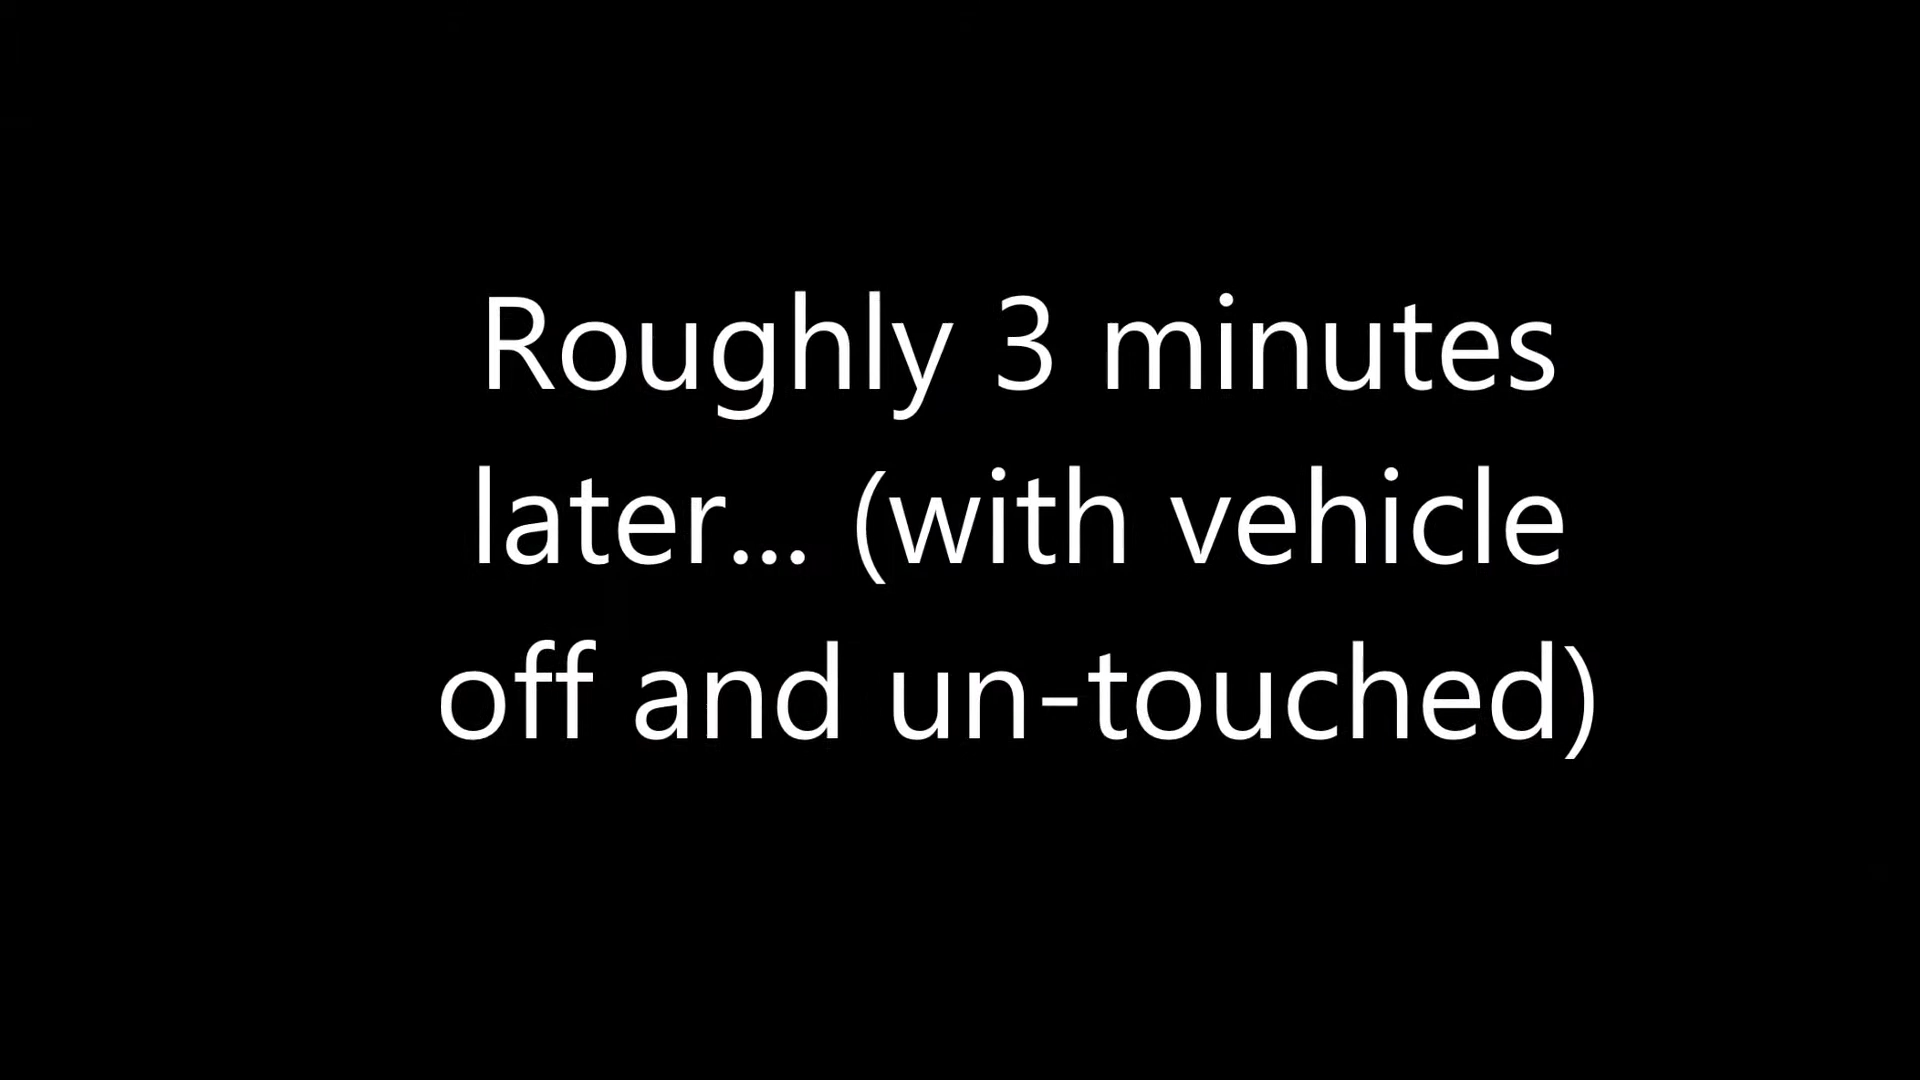 Roughly 3 minutes
later... (with vehicle
off and un-touched)